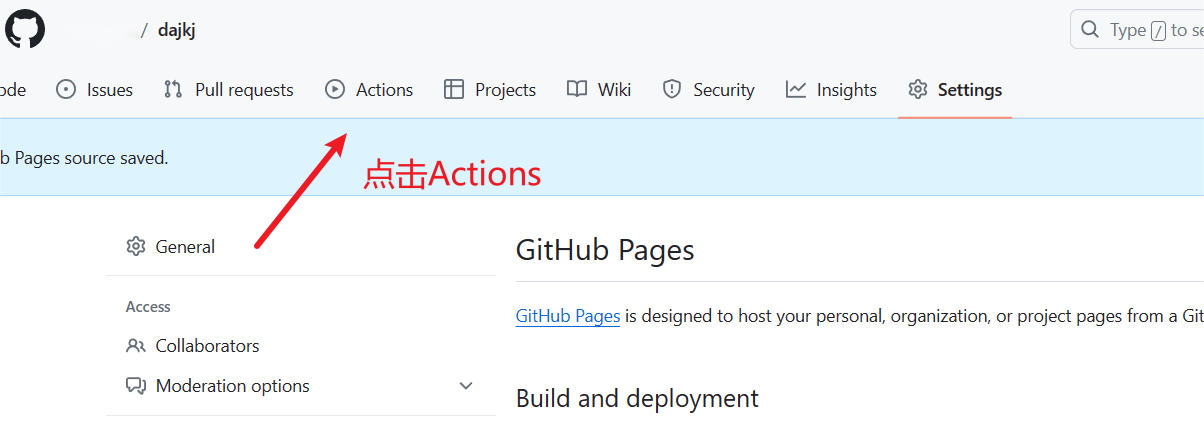 / dajkj
Type / to se
ode Issues Pull requests Actions Projects Wiki Security Insights Settings
b Pages source saved.
点击Actions
General
Access
Collaborators
Moderation options
GitHub Pages
GitHub Pages is designed to host your personal, organization, or project pages from a Git
Build and deployment